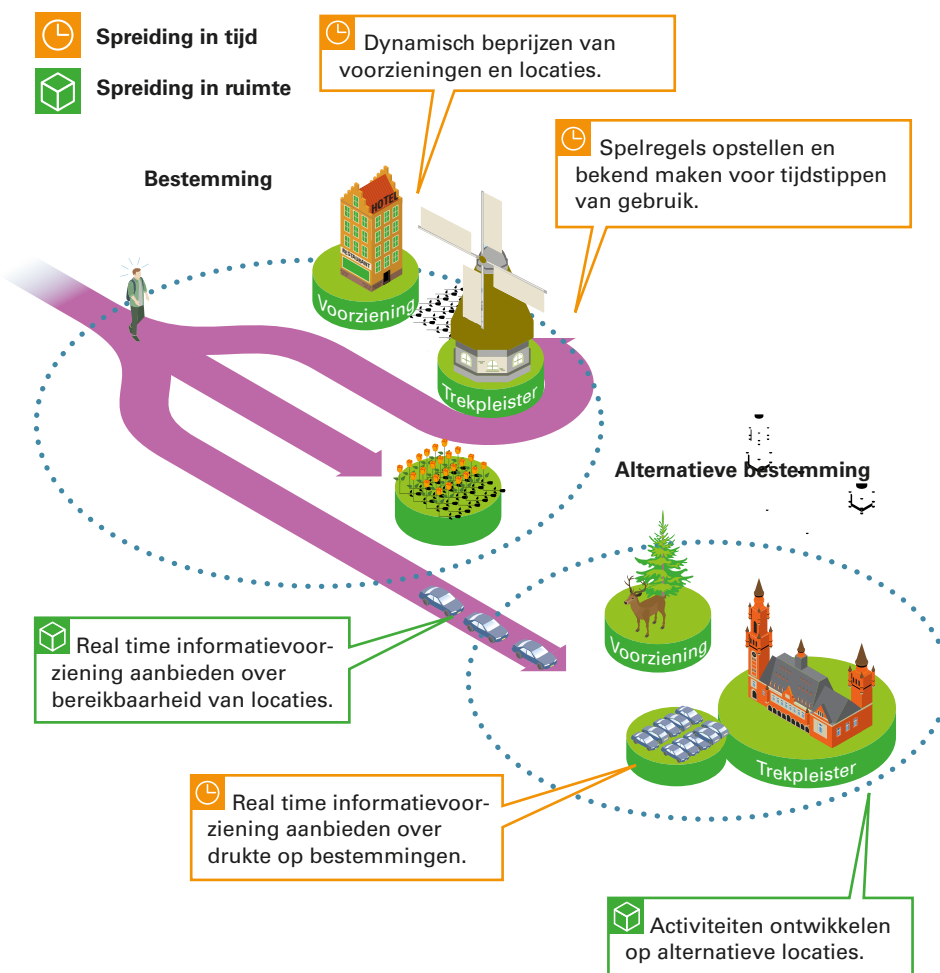 Spreiding in tijd
Spreiding in ruimte
Dynamisch beprijzen van
voorzieningen en locaties.
Spelregels opstellen en
bekend maken voor tijdstippen
van gebruik.
Bestemming
HOTEL
RESTAURANT
Voorziening
Trekpleister
Alternatieve bestemming
Voorziening
Trekpleister
Real time informatievoor-
ziening aanbieden over
bereikbaarheid van locaties.
Real time informatievoor-
ziening aanbieden over
drukte op bestemmingen.
Activiteiten ontwikkelen
op alternatieve locaties.